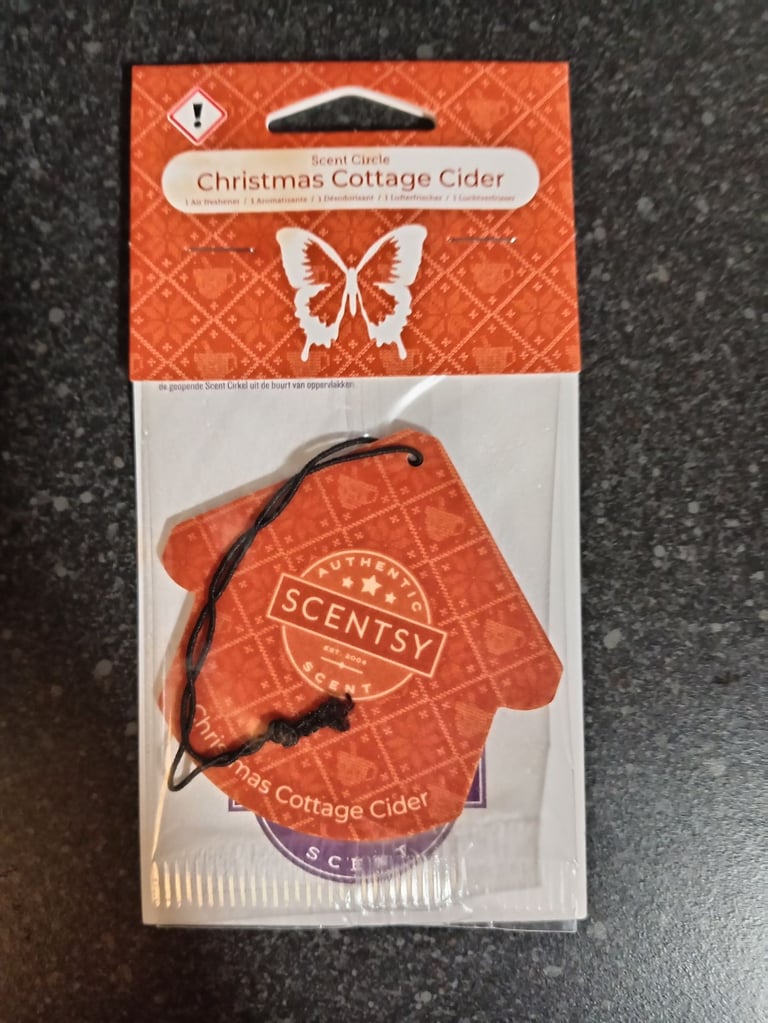 !
Scent Circle
Christmas Cottage Cider
1 Air freshener / 1 Aromatisante / 1 Désodorisant / 1 Lufterfrischer / 1 Luchtverfrisser
de geopende Scent Cirkel uit de buurt van oppervlakken.
AUTHENTIC
SCENTSY
EST. 2004
SCENT
Christmas Cottage Cider
SCENT